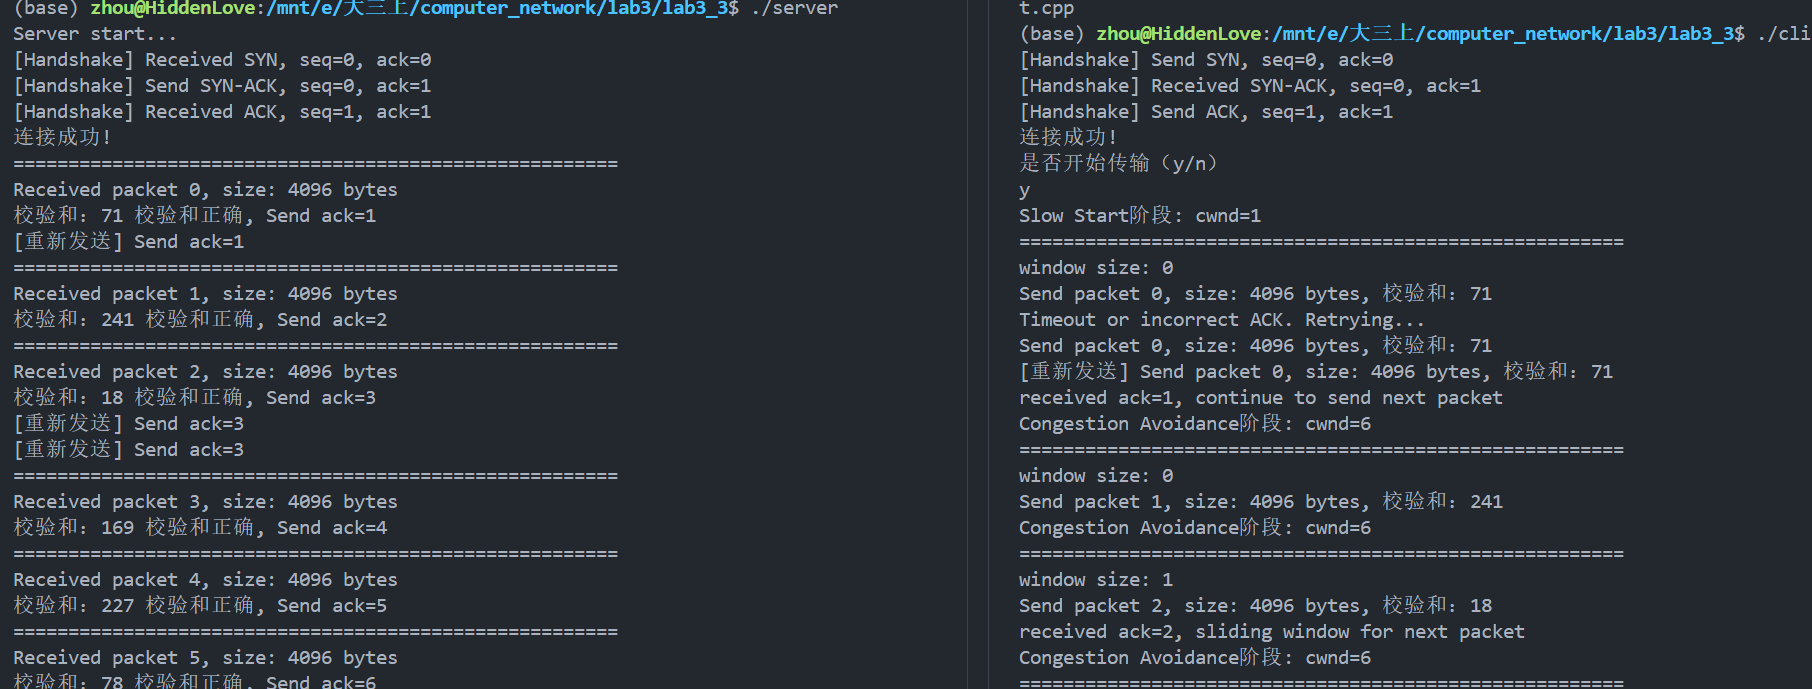 (base) zhou@HiddenLove:/mnt/e/大三上/computer_network/lab3/lab3_3$ ./server
Server start...
[Handshake] Received SYN, seq=0, ack=0
[Handshake] Send SYN-ACK, seq=0, ack=1
[Handshake] Received ACK, seq=1, ack=1
连接成功!
=======================================================
Received packet 0, size: 4096 bytes
校验和: 71 校验和正确, Send ack=1
[重新发送] Send ack=1
=======================================================
Received packet 1, size: 4096 bytes
校验和: 241 校验和正确, Send ack=2
=======================================================
Received packet 2, size: 4096 bytes
校验和: 18 校验和正确, Send ack=3
[重新发送] Send ack=3
[重新发送] Send ack=3
=======================================================
Received packet 3, size: 4096 bytes
校验和: 169 校验和正确, Send ack=4
=======================================================
Received packet 4, size: 4096 bytes
校验和: 227 校验和正确, Send ack=5
=======================================================
Received packet 5, size: 4096 bytes
校验和: 78 校验和正确, Send ack=6
t.cpp
(base) zhou@HiddenLove:/mnt/e/大三上/computer_network/lab3/lab3_3$ ./cli
[Handshake] Send SYN, seq=0, ack=0
[Handshake] Received SYN-ACK, seq=0, ack=1
[Handshake] Send ACK, seq=1, ack=1
连接成功!
是否开始传输（y/n）
y
Slow Start阶段: cwnd=1
=======================================================
window size: 0
Send packet 0, size: 4096 bytes, 校验和: 71
Timeout or incorrect ACK. Retrying...
Send packet 0, size: 4096 bytes, 校验和: 71
[重新发送] Send packet 0, size: 4096 bytes, 校验和: 71
received ack=1, continue to send next packet
Congestion Avoidance阶段: cwnd=6
=======================================================
window size: 0
Send packet 1, size: 4096 bytes, 校验和: 241
Congestion Avoidance阶段: cwnd=6
=======================================================
window size: 1
Send packet 2, size: 4096 bytes, 校验和: 18
received ack=2, sliding window for next packet
Congestion Avoidance阶段: cwnd=6
=======================================================